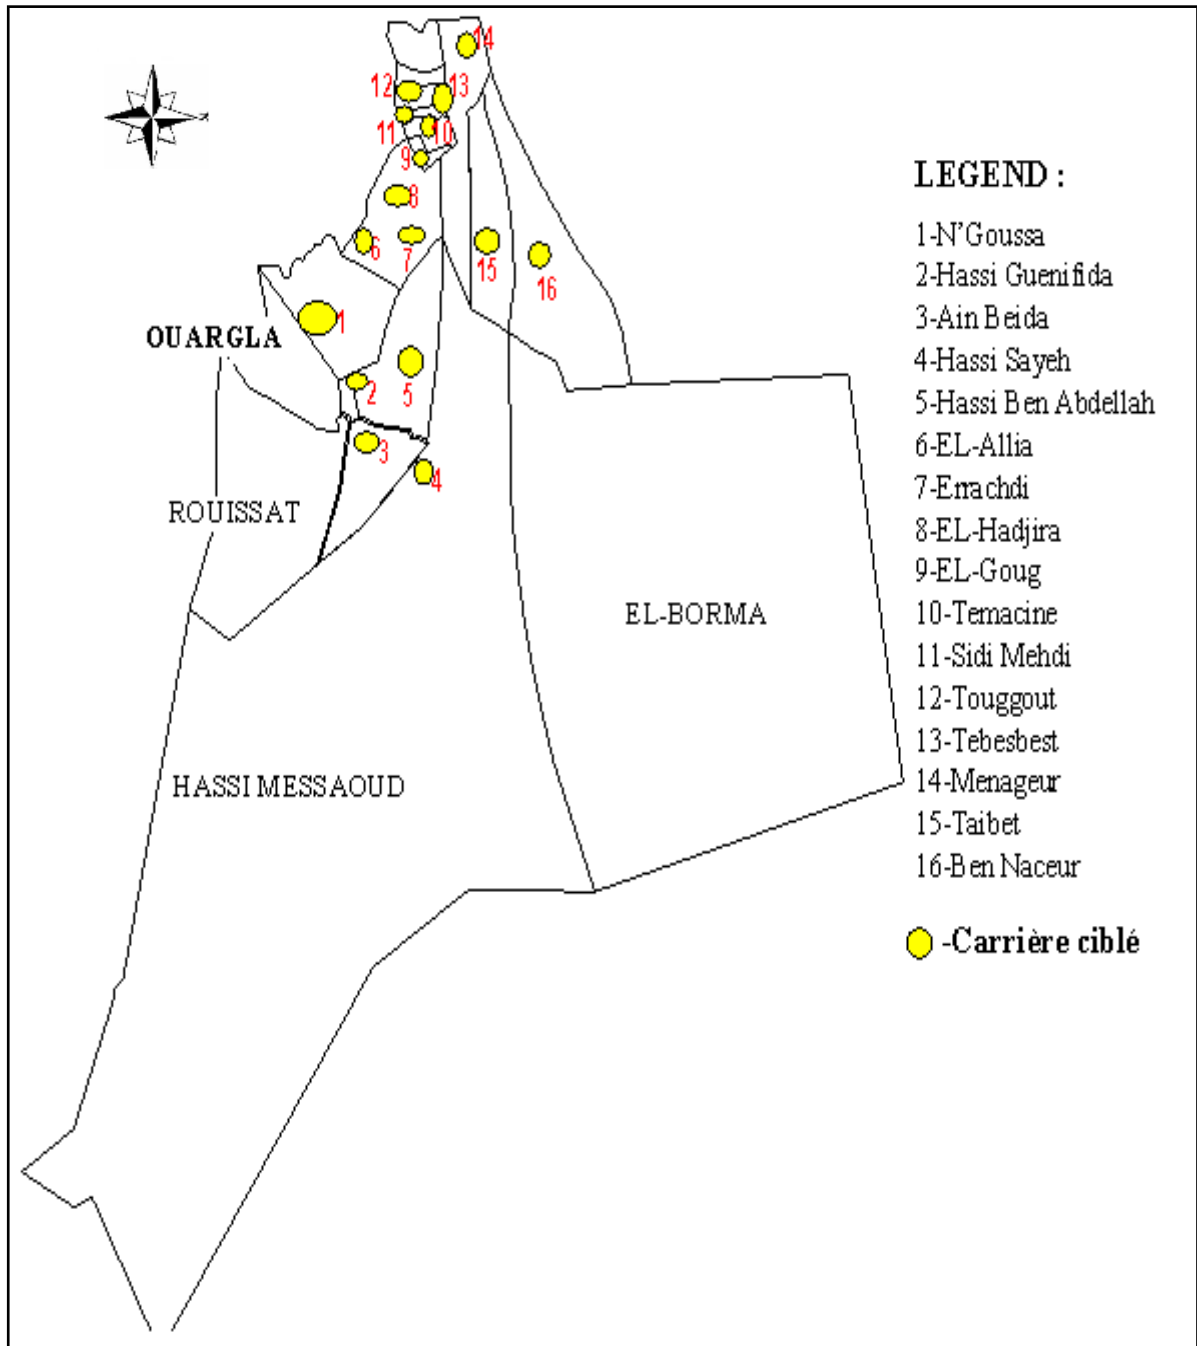 14
12
13
11
10
9
8
6
7
15
16
1
OUARGLA
2
5
3
4
ROUISSAT
EL-BORMA
HASSI MESSAOUD
LEGEND :
1-N'Goussa
2-Hassi Guenifida
3-Ain Beida
4-Hassi Sayeh
5-Hassi Ben Abdellah
6-EL-Allia
7-Errachdi
8-EL-Hadjira
9-EL-Goug
10-Temacine
11-Sidi Mehdi
12-Touggout
13-Tebesbest
14-Menageur
15-Taibet
16-Ben Naceur
-Carrière ciblé